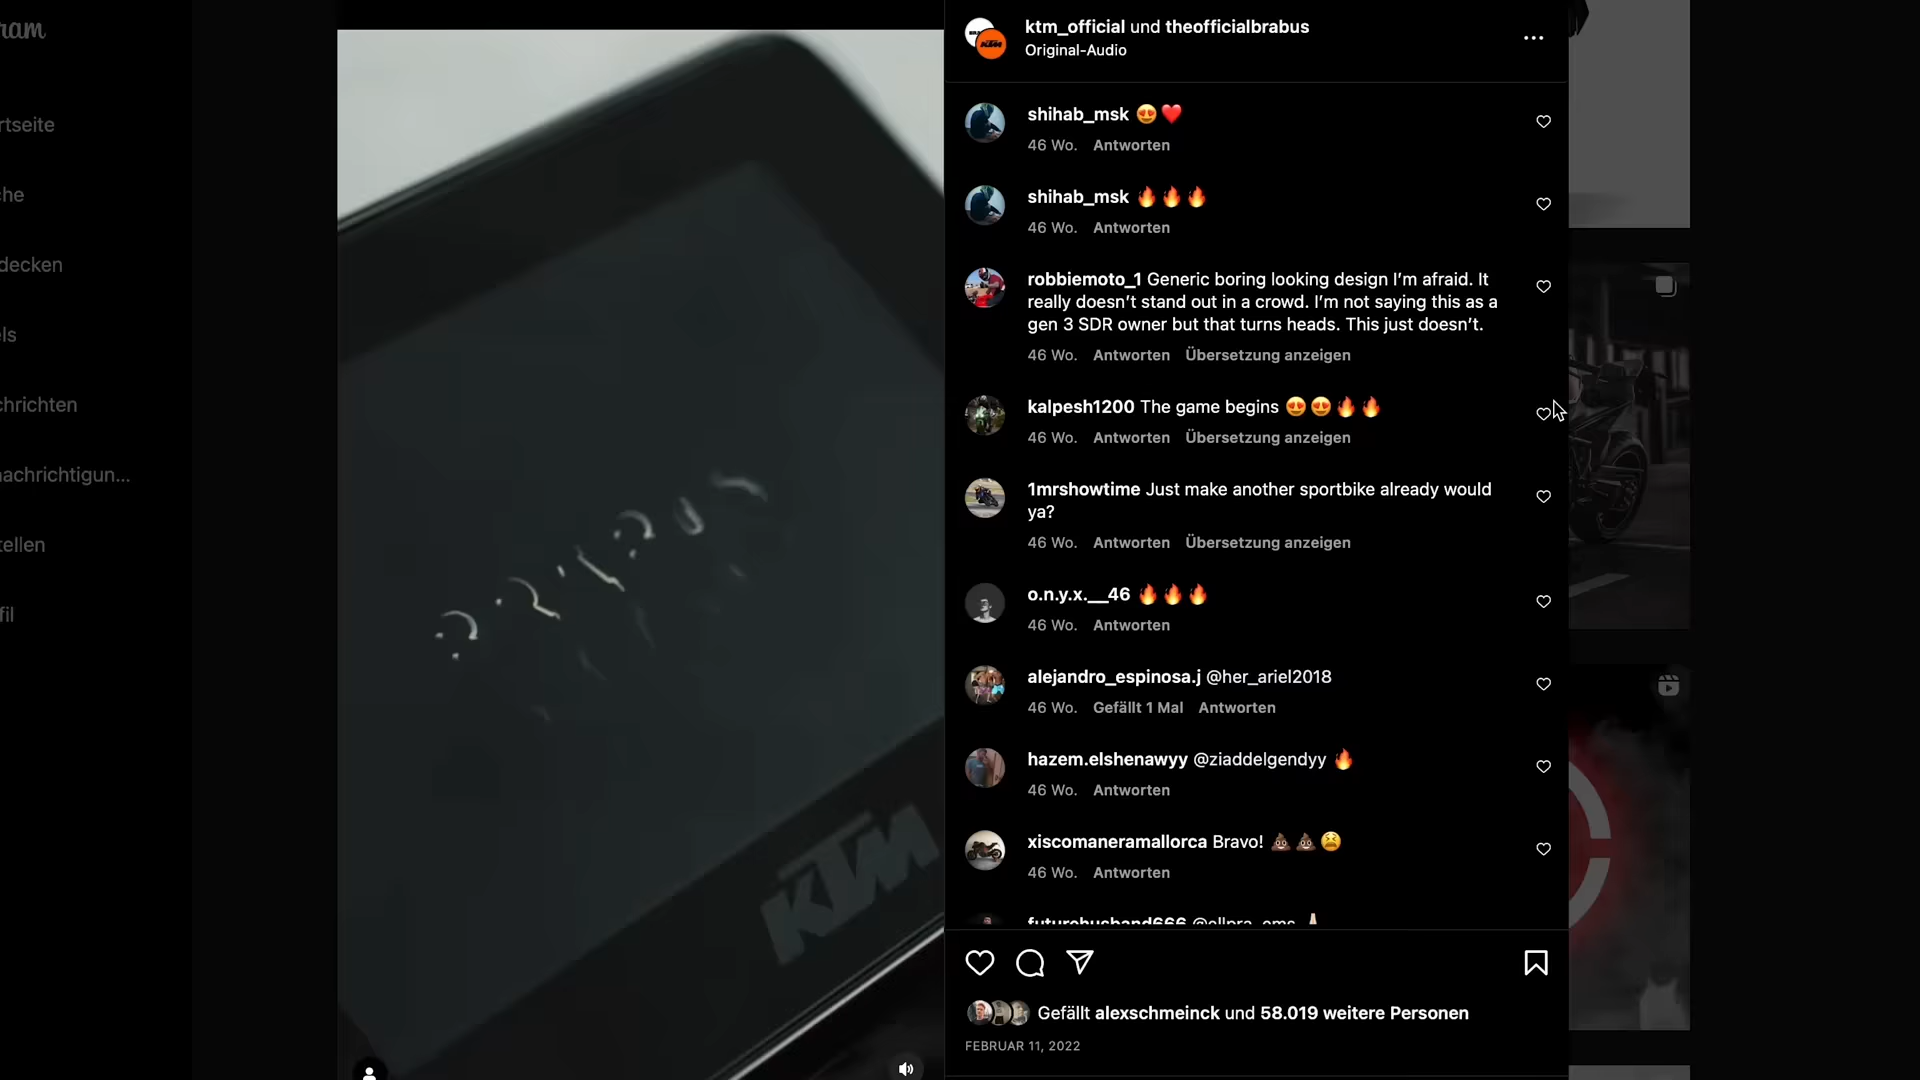 ram
rtseite
che
decken
ls
chrichten
nachrichtigun...
tellen
fil
KTM
ktm_official und theofficialbrabus
Original-Audio
shihab_msk 😍❤️
46 Wo. Antworten
shihab_msk 🔥🔥🔥
46 Wo. Antworten
robbiemoto_1 Generic boring looking design I'm afraid. It
really doesn't stand out in a crowd. I'm not saying this as a
gen 3 SDR owner but that turns heads. This just doesn't.
46 Wo. Antworten Übersetzung anzeigen
kalpesh1200 The game begins 😍😍🔥🔥
46 Wo. Antworten Übersetzung anzeigen
1mrshowtime Just make another sportbike already would
ya?
46 Wo. Antworten Übersetzung anzeigen
o.n.y.x.__46 🔥🔥🔥
46 Wo. Antworten
alejandro_espinosa.j @her_ariel2018
46 Wo. Gefällt 1 Mal Antworten
hazem.elshenawyy @ziaddelgendyy 🔥
46 Wo. Antworten
xiscomaneramallorca Bravo! 💩💩😫
46 Wo. Antworten
futurehusband666
Gefällt alexschmeinck und 58.019 weitere Personen
FEBRUAR 11, 2022